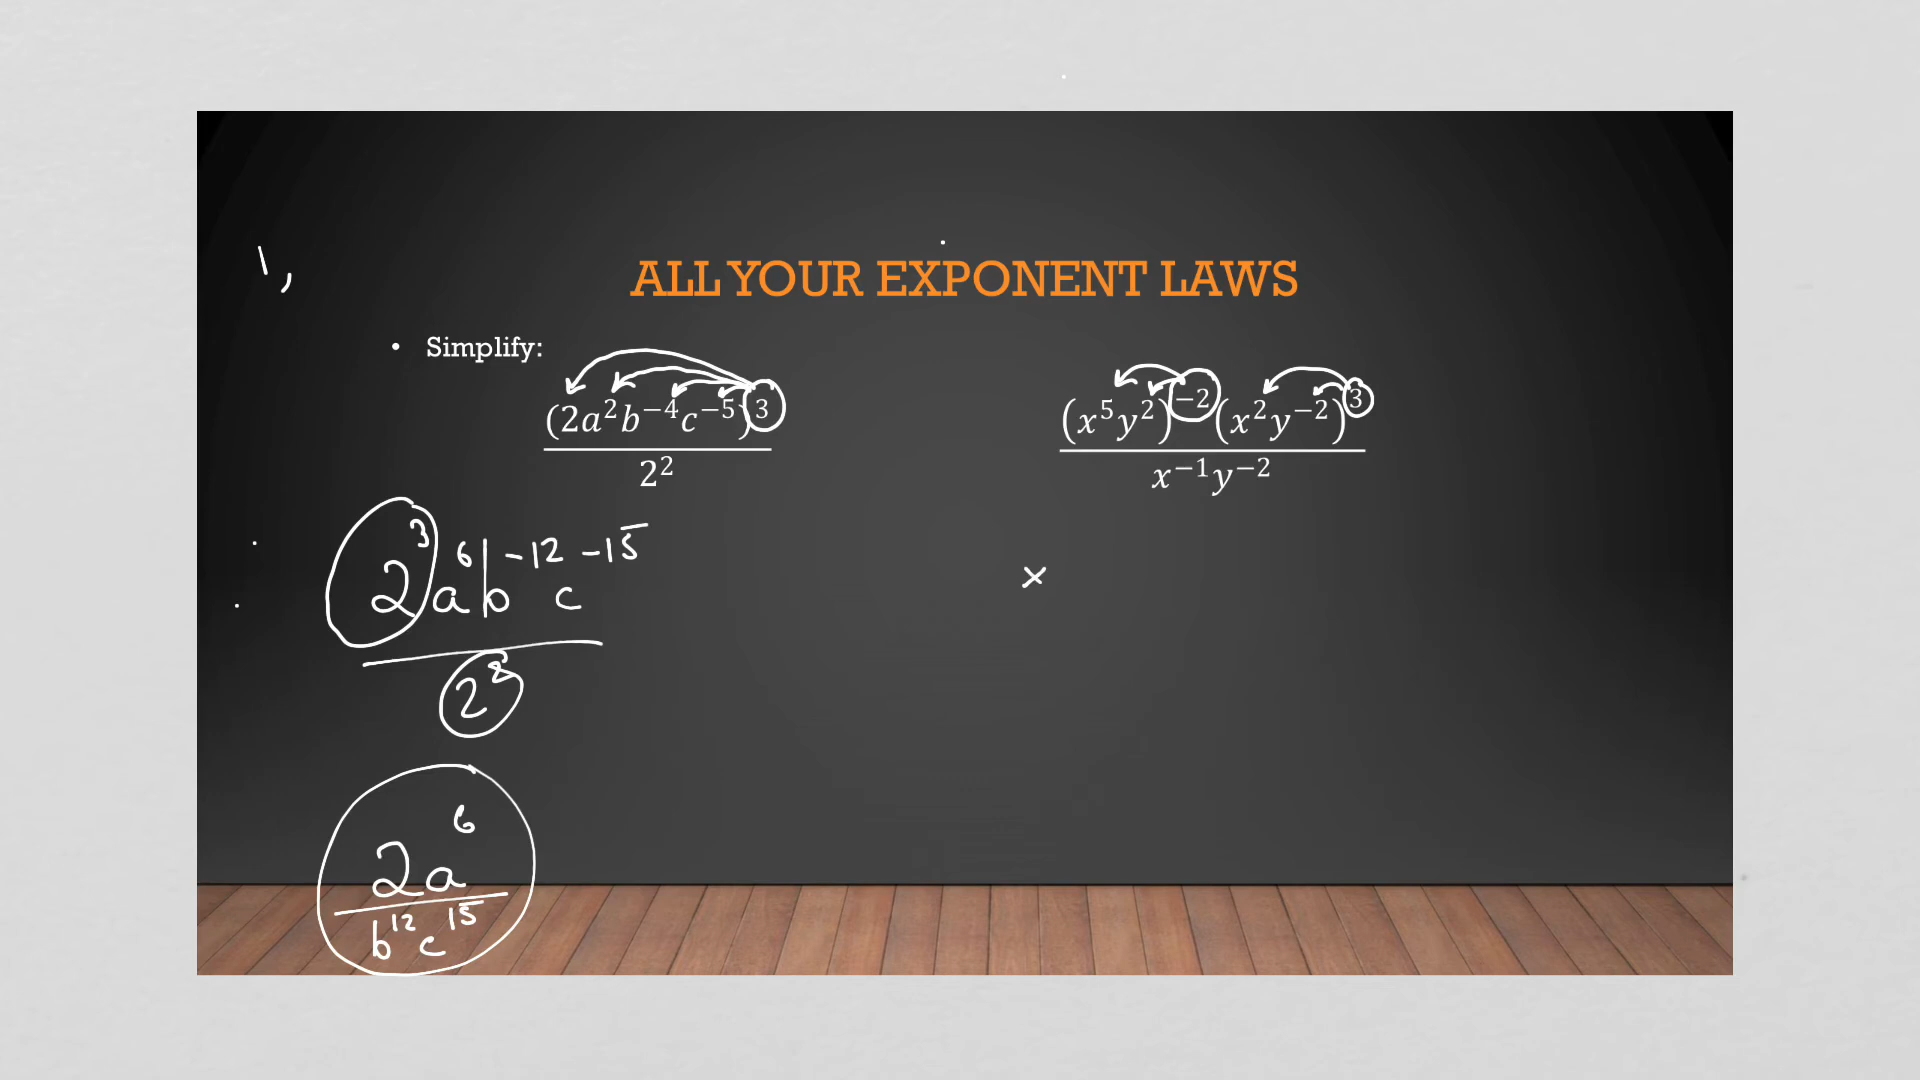 1,
ALL YOUR EXPONENT LAWS
• Simplify:
(2a²b⁻⁴c⁻⁵)³
2²
(x⁵y²)⁻²(x²y⁻²)³
x⁻¹y⁻²
2³a⁶b⁻¹²c⁻¹⁵
2²
x
2a⁶
b¹²c¹⁵